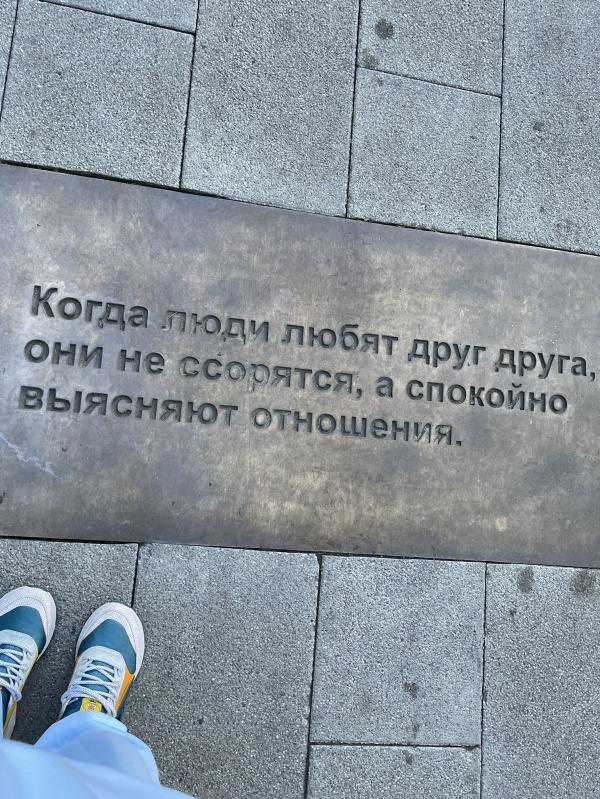 Когда люди любят друг друга,
они не ссорятся, а спокойно
выясняют отношения.